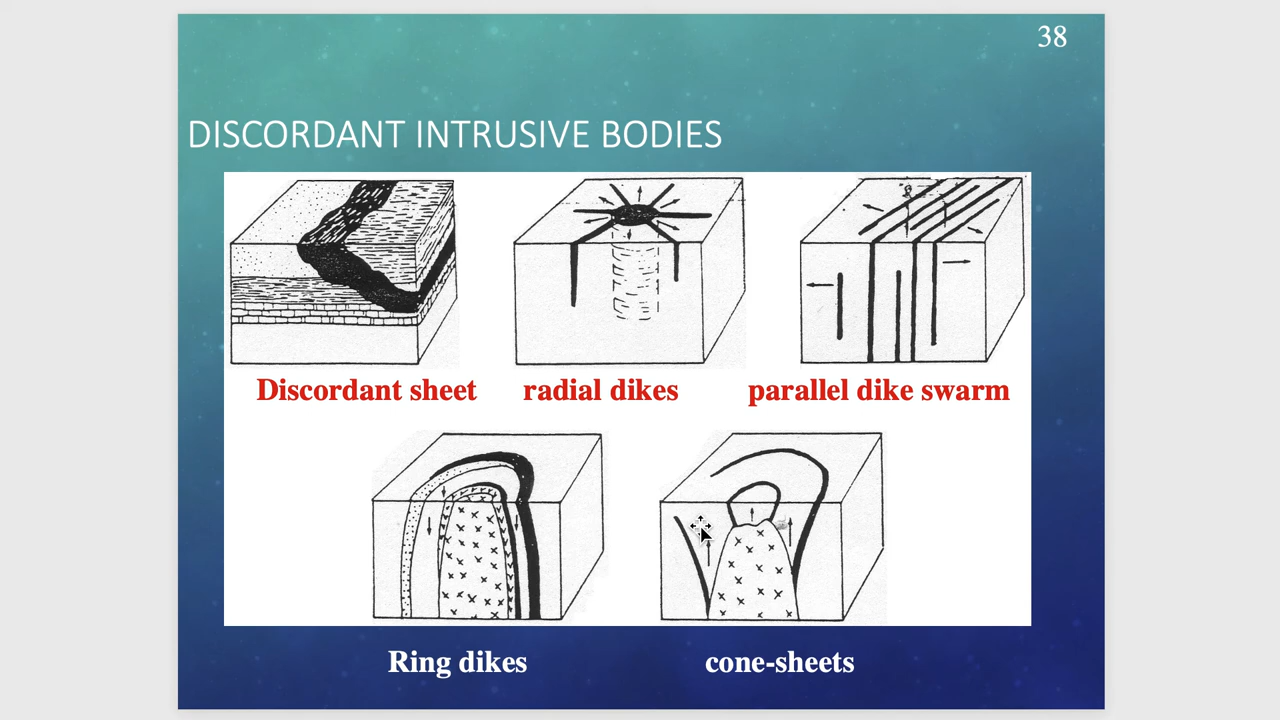 38
DISCORDANT INTRUSIVE BODIES
Discordant sheet radial dikes parallel dike swarm
Ring dikes cone-sheets